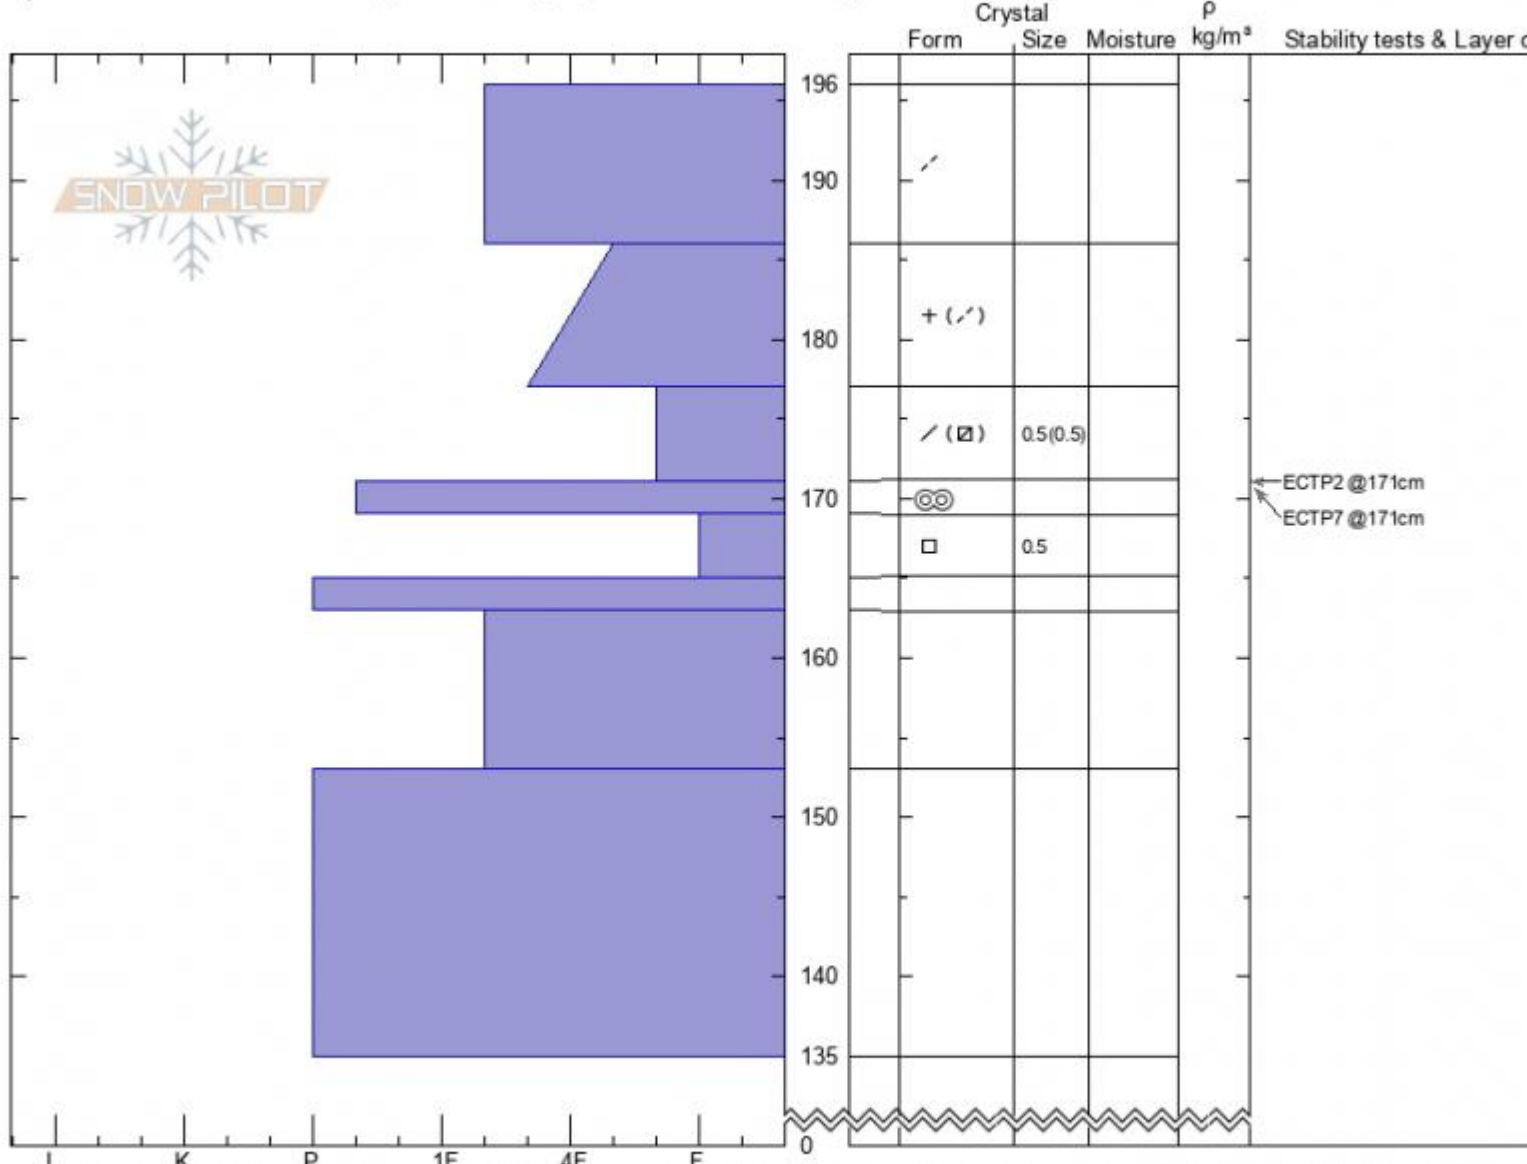 Crystal
ρ
Form Size Moisture kg/m³ Stability tests & Layer
196
SNOW PILOT
190
+ ( )
180
/ ( ) 0.5(0.5)
ECTP2 @171cm
170
ECTP7 @171cm
0.5
160
150
140
135
0
K P 1F 4F F